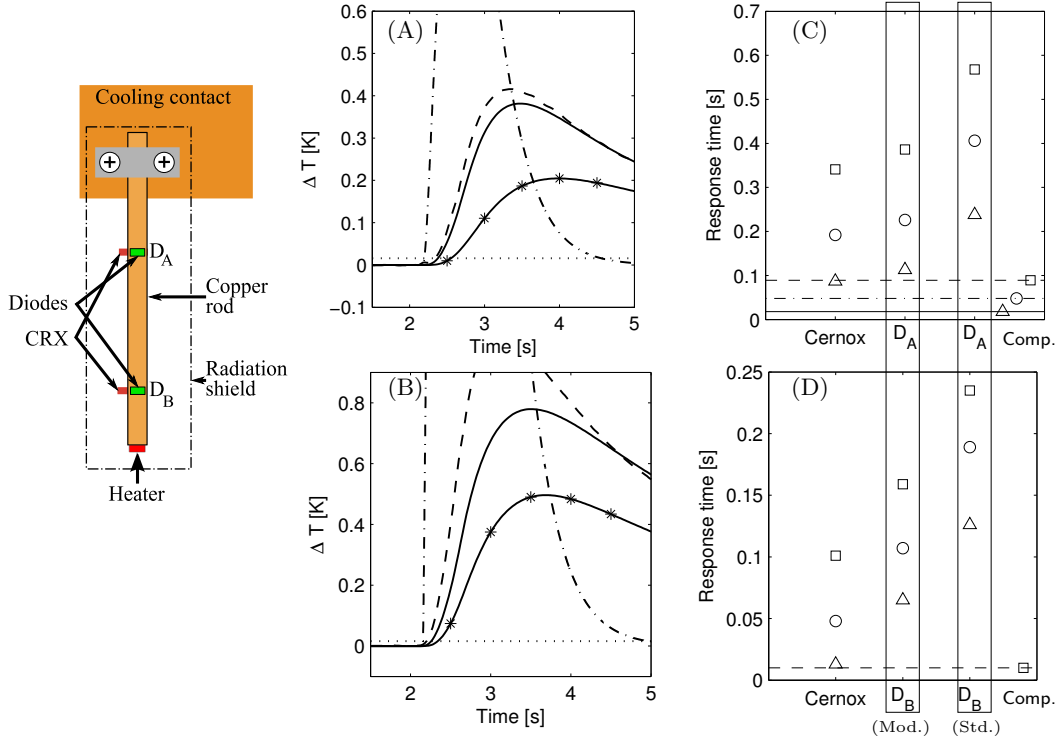 Cooling contact
D_A
Diodes
Copper
rod
CRX
Radiation
shield
D_B
Heater
(A)
Δ T [K]
0.6
0.5
0.4
0.3
0.2
0.1
0
−0.1
2
3
4
5
Time [s]
(B)
Δ T [K]
0.8
0.6
0.4
0.2
0
2
3
4
5
Time [s]
(C)
Response time [s]
0.7
0.6
0.5
0.4
0.3
0.2
0.1
0
Cernox
D_A
D_A
Comp.
(D)
Response time [s]
0.25
0.2
0.15
0.1
0.05
0
Cernox
D_B
D_B
Comp.
(Mod.)
(Std.)